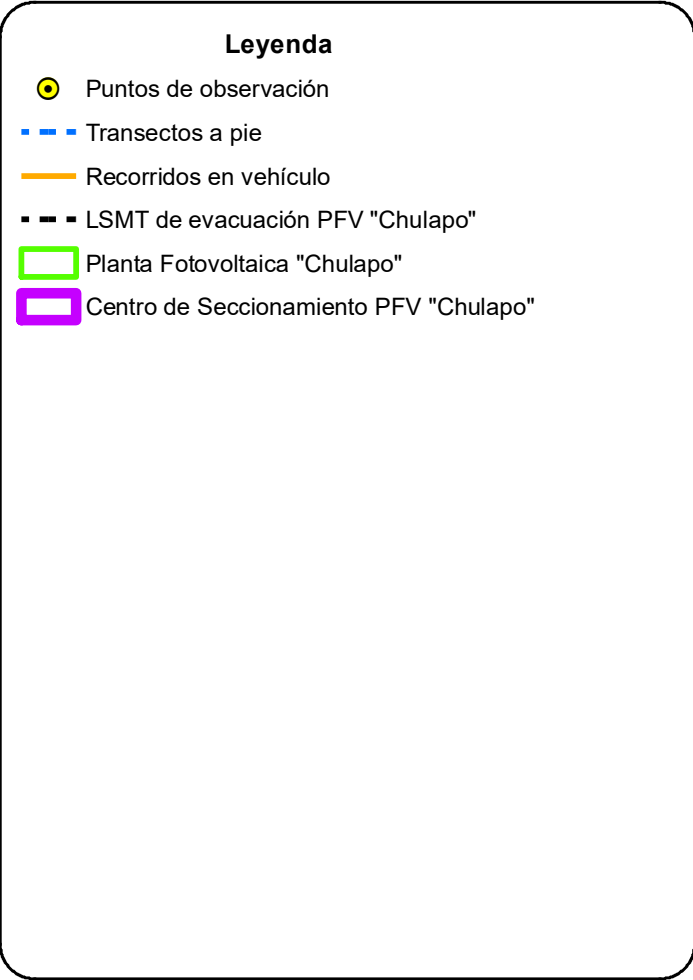 Leyenda
Puntos de observación
Transectos a pie
Recorridos en vehículo
LSMT de evacuación PFV "Chulapo"
Planta Fotovoltaica "Chulapo"
Centro de Seccionamiento PFV "Chulapo"